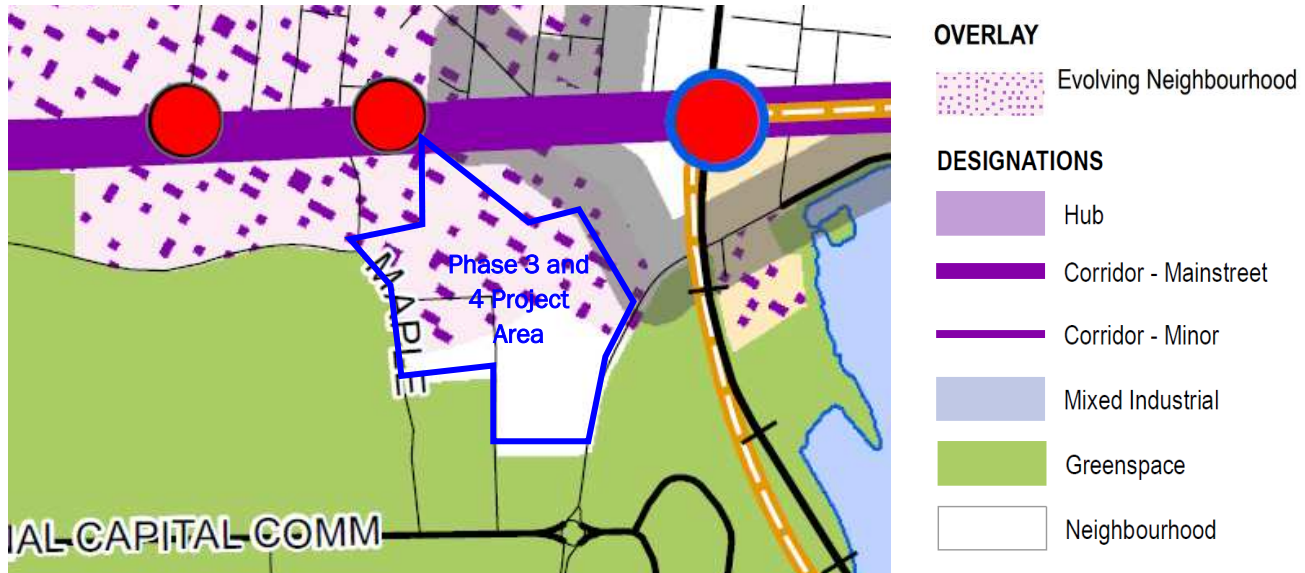 Phase 3 and
4 Project
Area
MAPLE
IAL CAPITAL COMM
OVERLAY
Evolving Neighbourhood
DESIGNATIONS
Hub
Corridor - Mainstreet
Corridor - Minor
Mixed Industrial
Greenspace
Neighbourhood